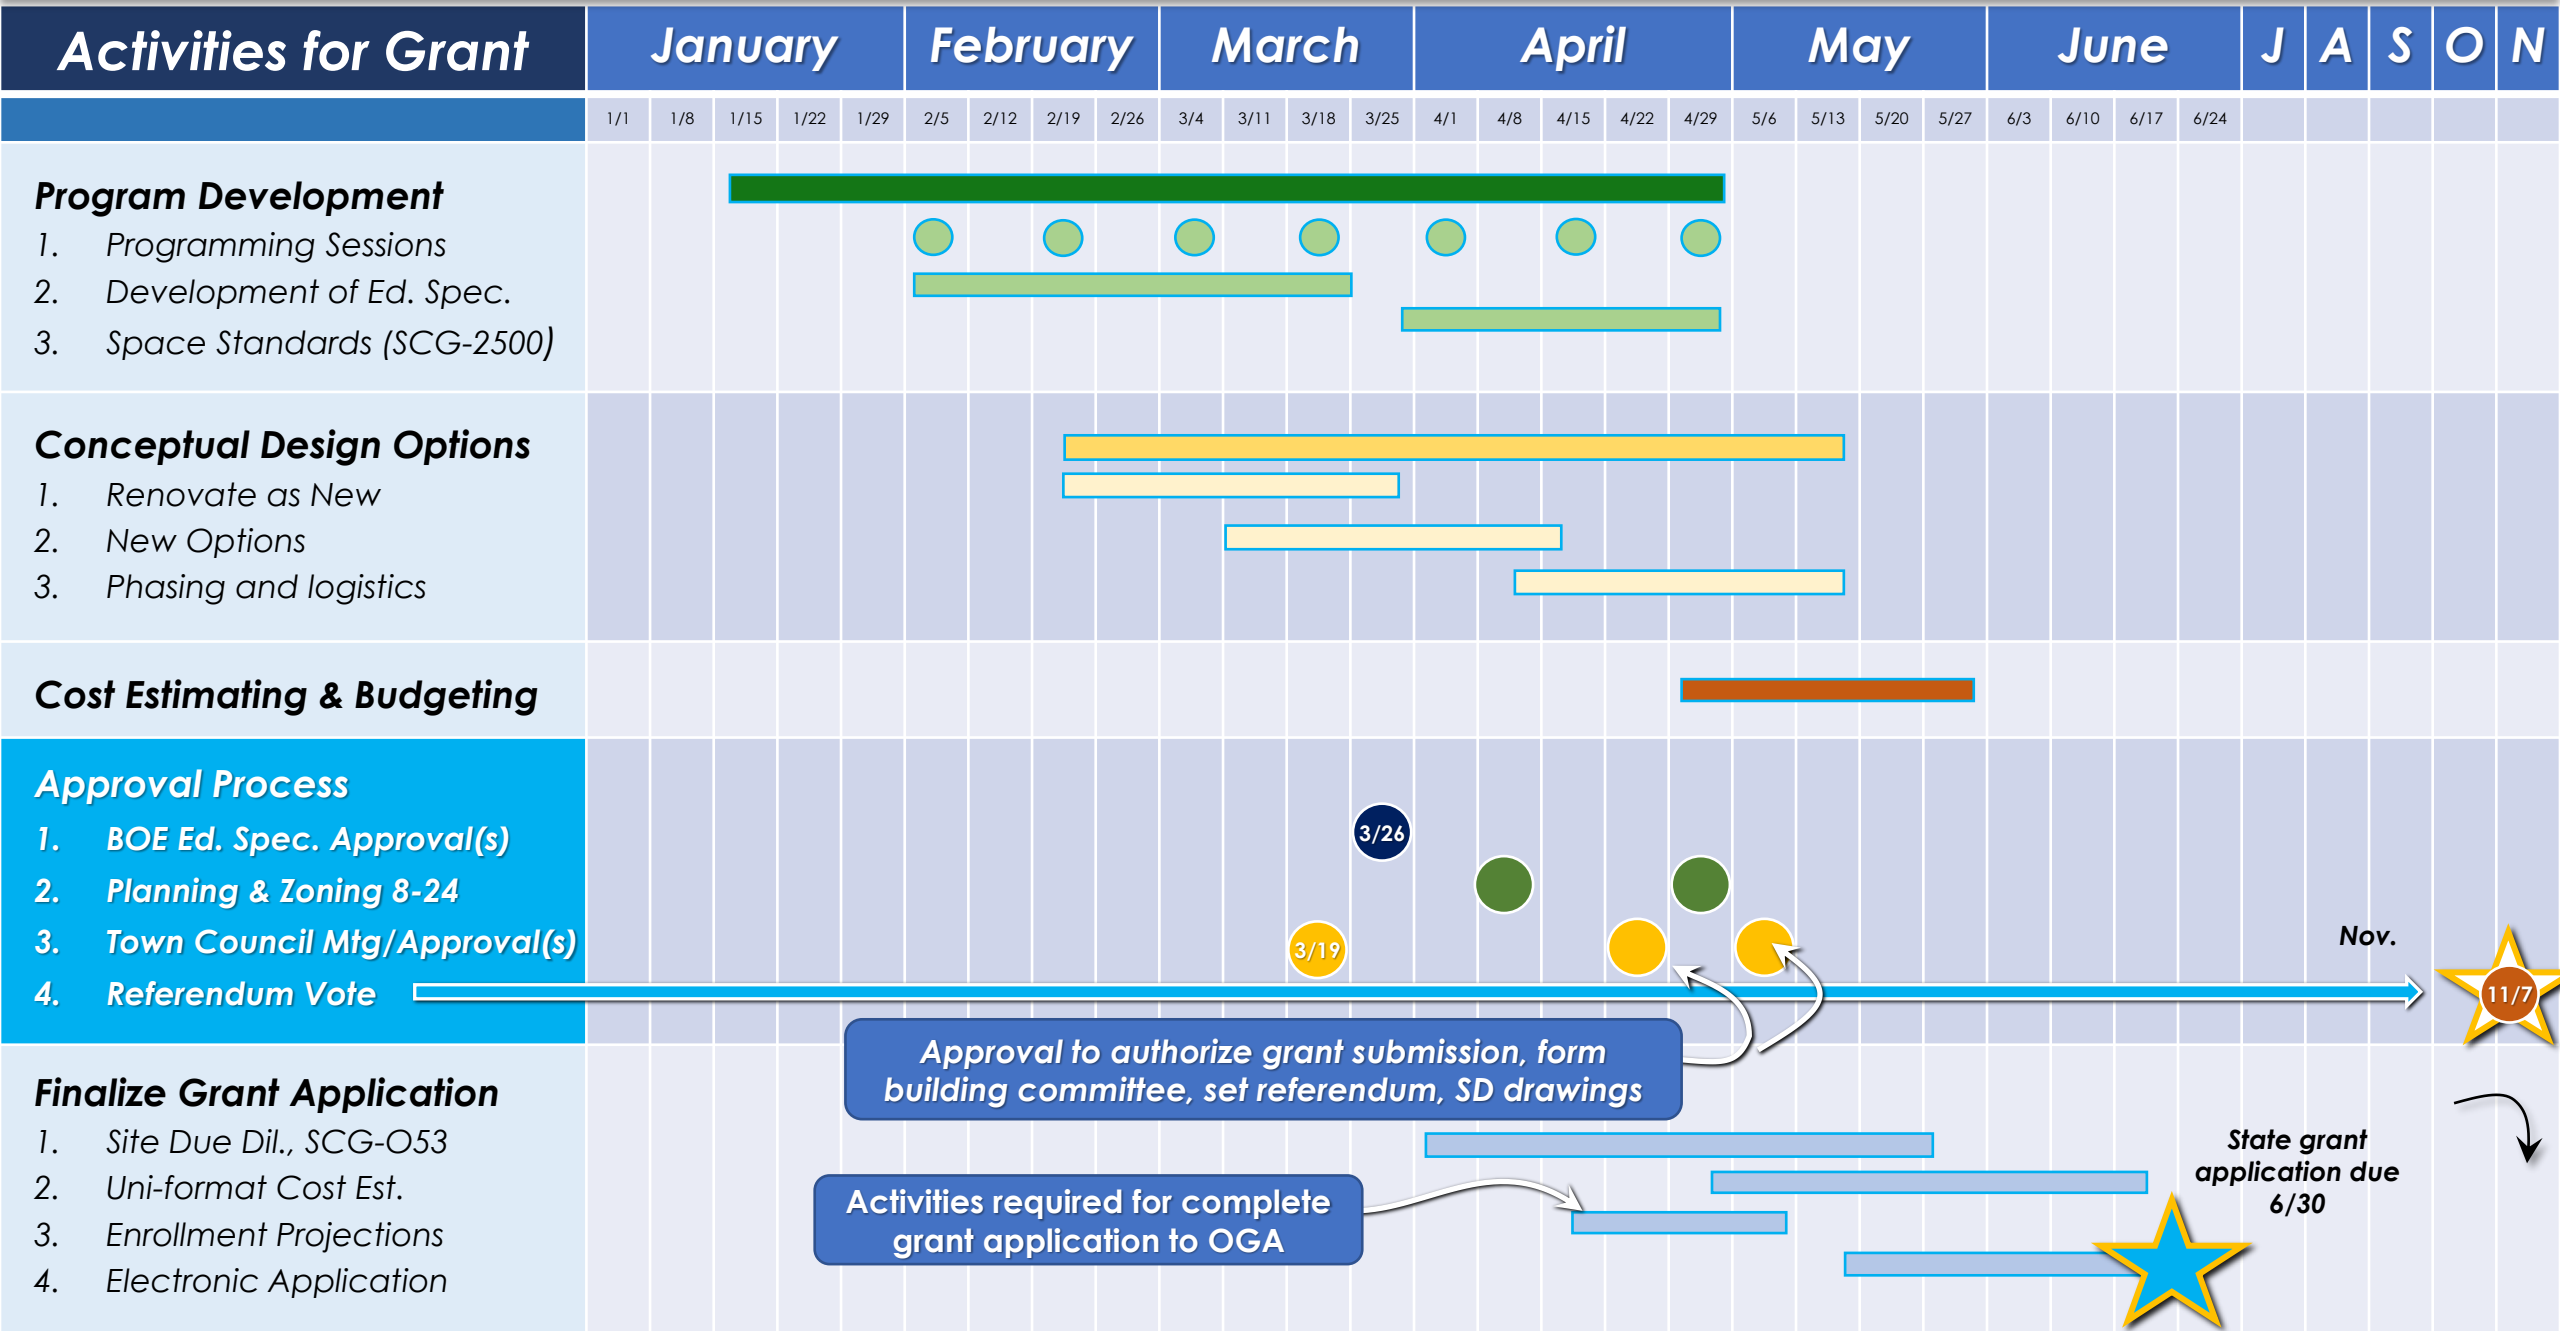 Activities for Grant January February March April May June J A S O N
1/1 1/8 1/15 1/22 1/29 2/5 2/12 2/19 2/26 3/4 3/11 3/18 3/25 4/1 4/8 4/15 4/22 4/29 5/6 5/13 5/20 5/27 6/3 6/10 6/17 6/24
Program Development
1. Programming Sessions
2. Development of Ed. Spec.
3. Space Standards (SCG-2500)
Conceptual Design Options
1. Renovate as New
2. New Options
3. Phasing and logistics
Cost Estimating & Budgeting
Approval Process
1. BOE Ed. Spec. Approval(s)
3/26
2. Planning & Zoning 8-24
3. Town Council Mtg/Approval(s)
3/19
Nov.
4. Referendum Vote
11/7
Approval to authorize grant submission, form
building committee, set referendum, SD drawings
Finalize Grant Application
1. Site Due Dil., SCG-O53
2. Uni-format Cost Est.
3. Enrollment Projections
4. Electronic Application
Activities required for complete
grant application to OGA
State grant
application due
6/30